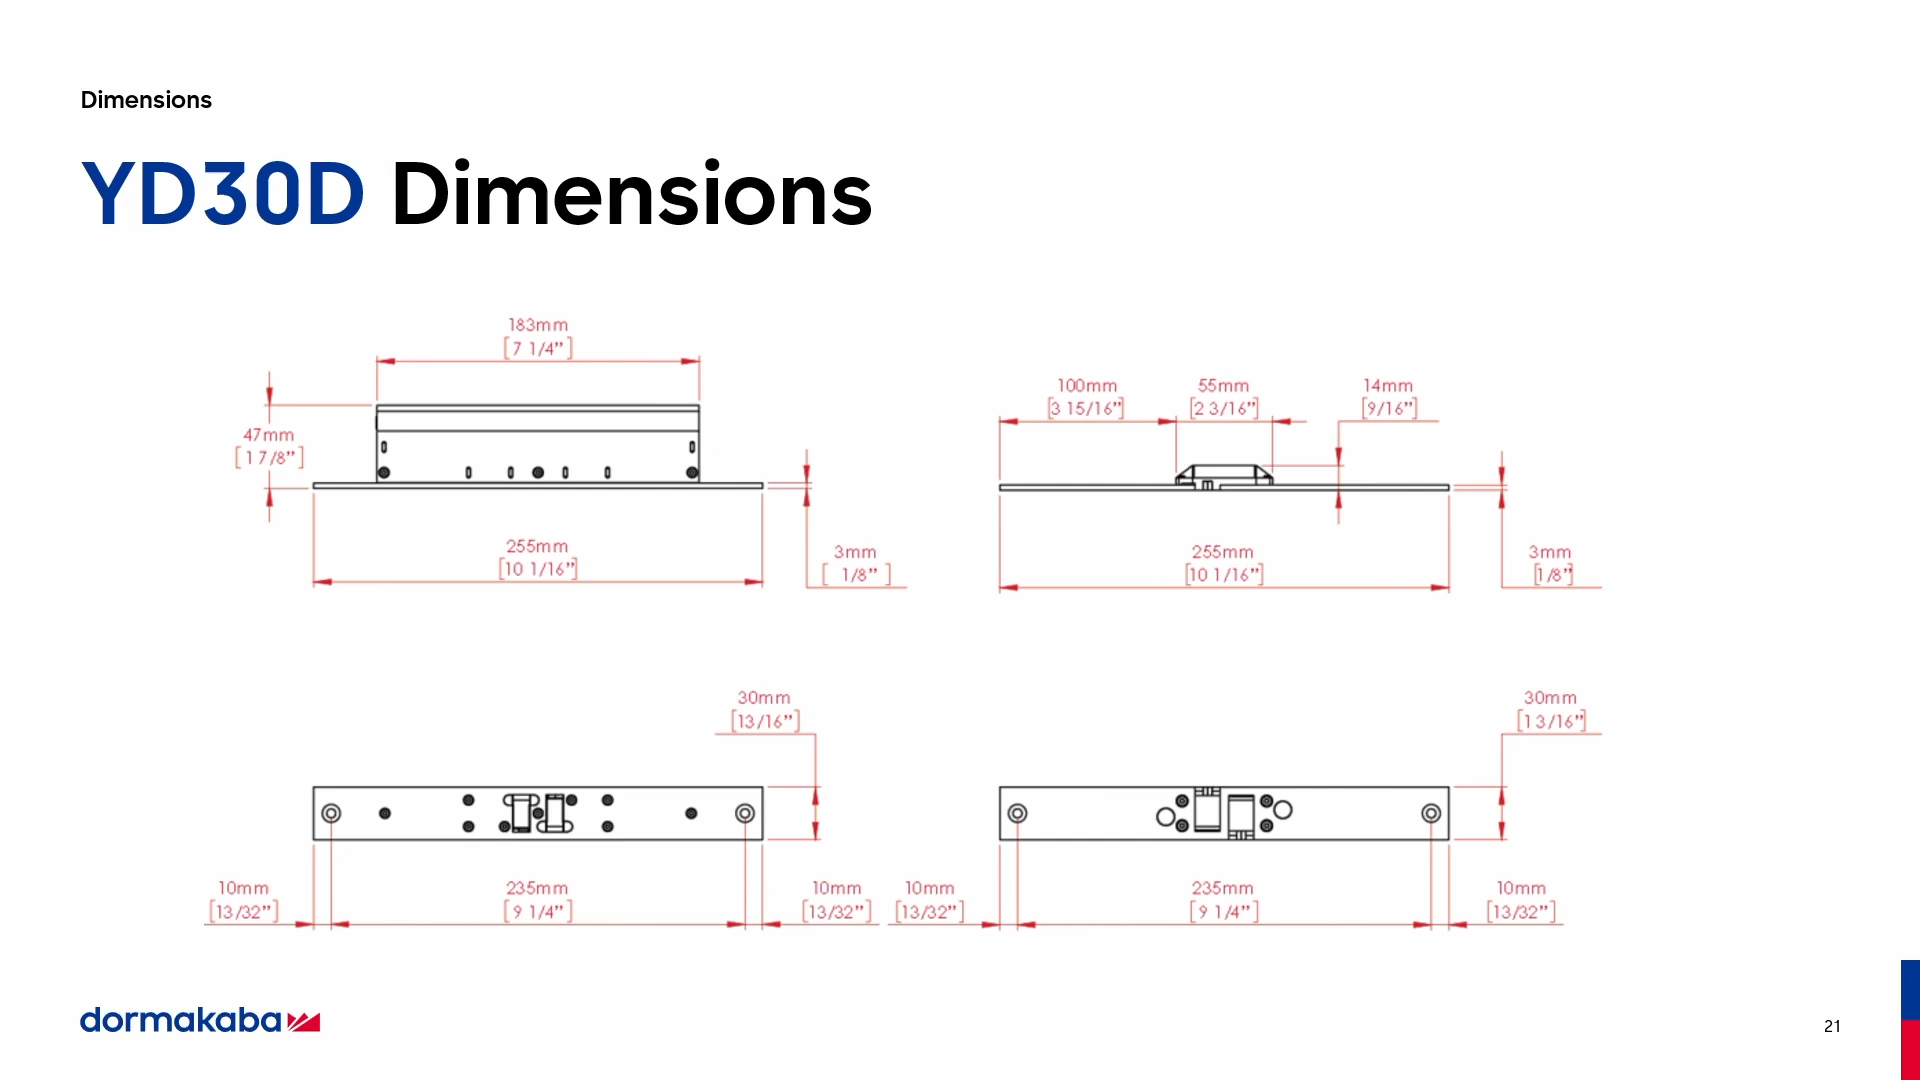 Dimensions
YD30D Dimensions
183mm
[7 1/4"]
47mm
[1 7/8"]
255mm
[10 1/16"]
3mm
[ 1/8" ]
100mm
[3 15/16"]
55mm
[2 3/16"]
14mm
[9/16"]
255mm
[10 1/16"]
3mm
[1/8"]
30mm
[13/16"]
10mm
[13/32"]
235mm
[ 9 1/4"]
10mm
[13/32"]
30mm
[1 3/16"]
10mm
[13/32"]
235mm
[9 1/4"]
10mm
[13/32"]
dormakaba
21